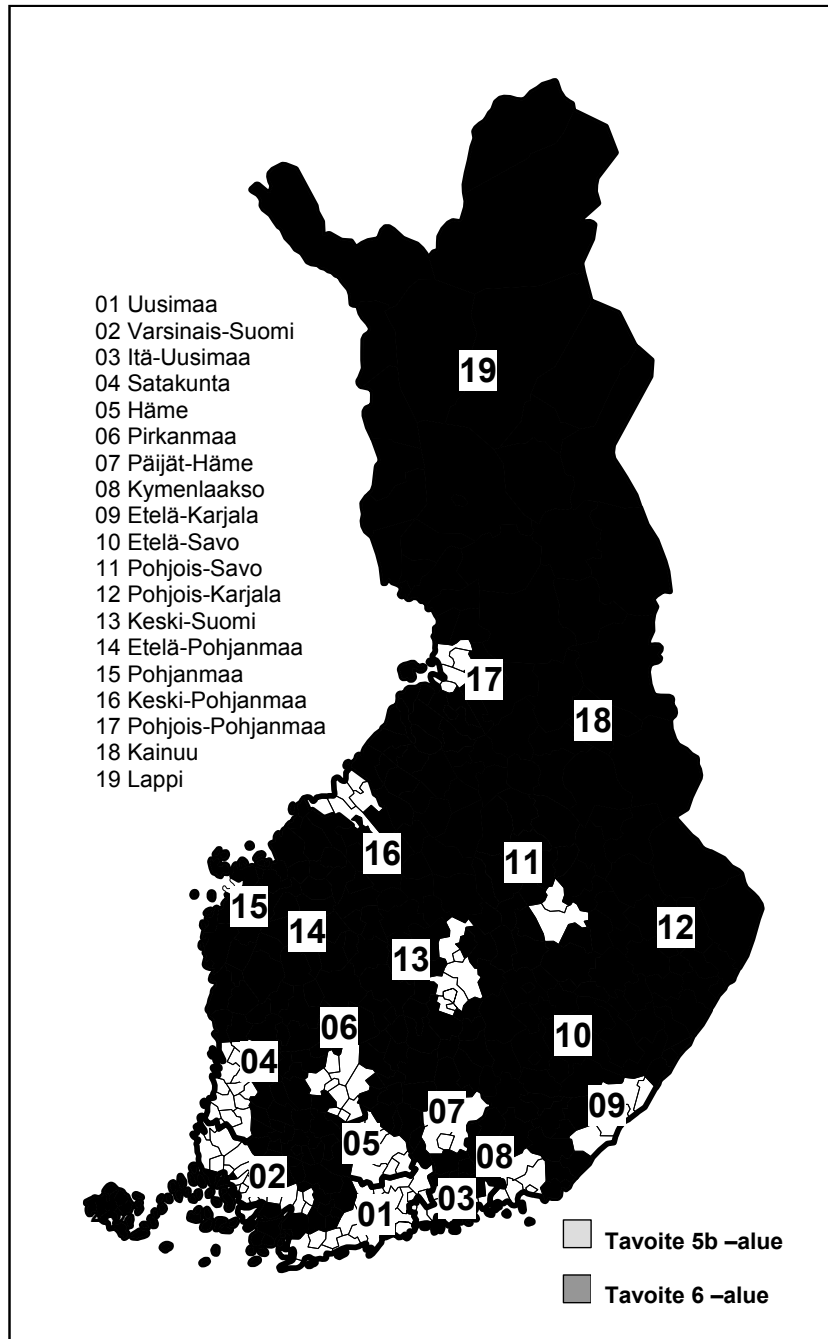 01 Uusimaa
02 Varsinais-Suomi
03 Itä-Uusimaa
04 Satakunta
05 Häme
06 Pirkanmaa
07 Päijät-Häme
08 Kymenlaakso
09 Etelä-Karjala
10 Etelä-Savo
11 Pohjois-Savo
12 Pohjois-Karjala
13 Keski-Suomi
14 Etelä-Pohjanmaa
15 Pohjanmaa
16 Keski-Pohjanmaa
17 Pohjois-Pohjanmaa
18 Kainuu
19 Lappi
19
17
18
16
11
15
14
12
13
06
10
04
09
07
05
08
02
03
01
Tavoite 5b –alue
Tavoite 6 –alue